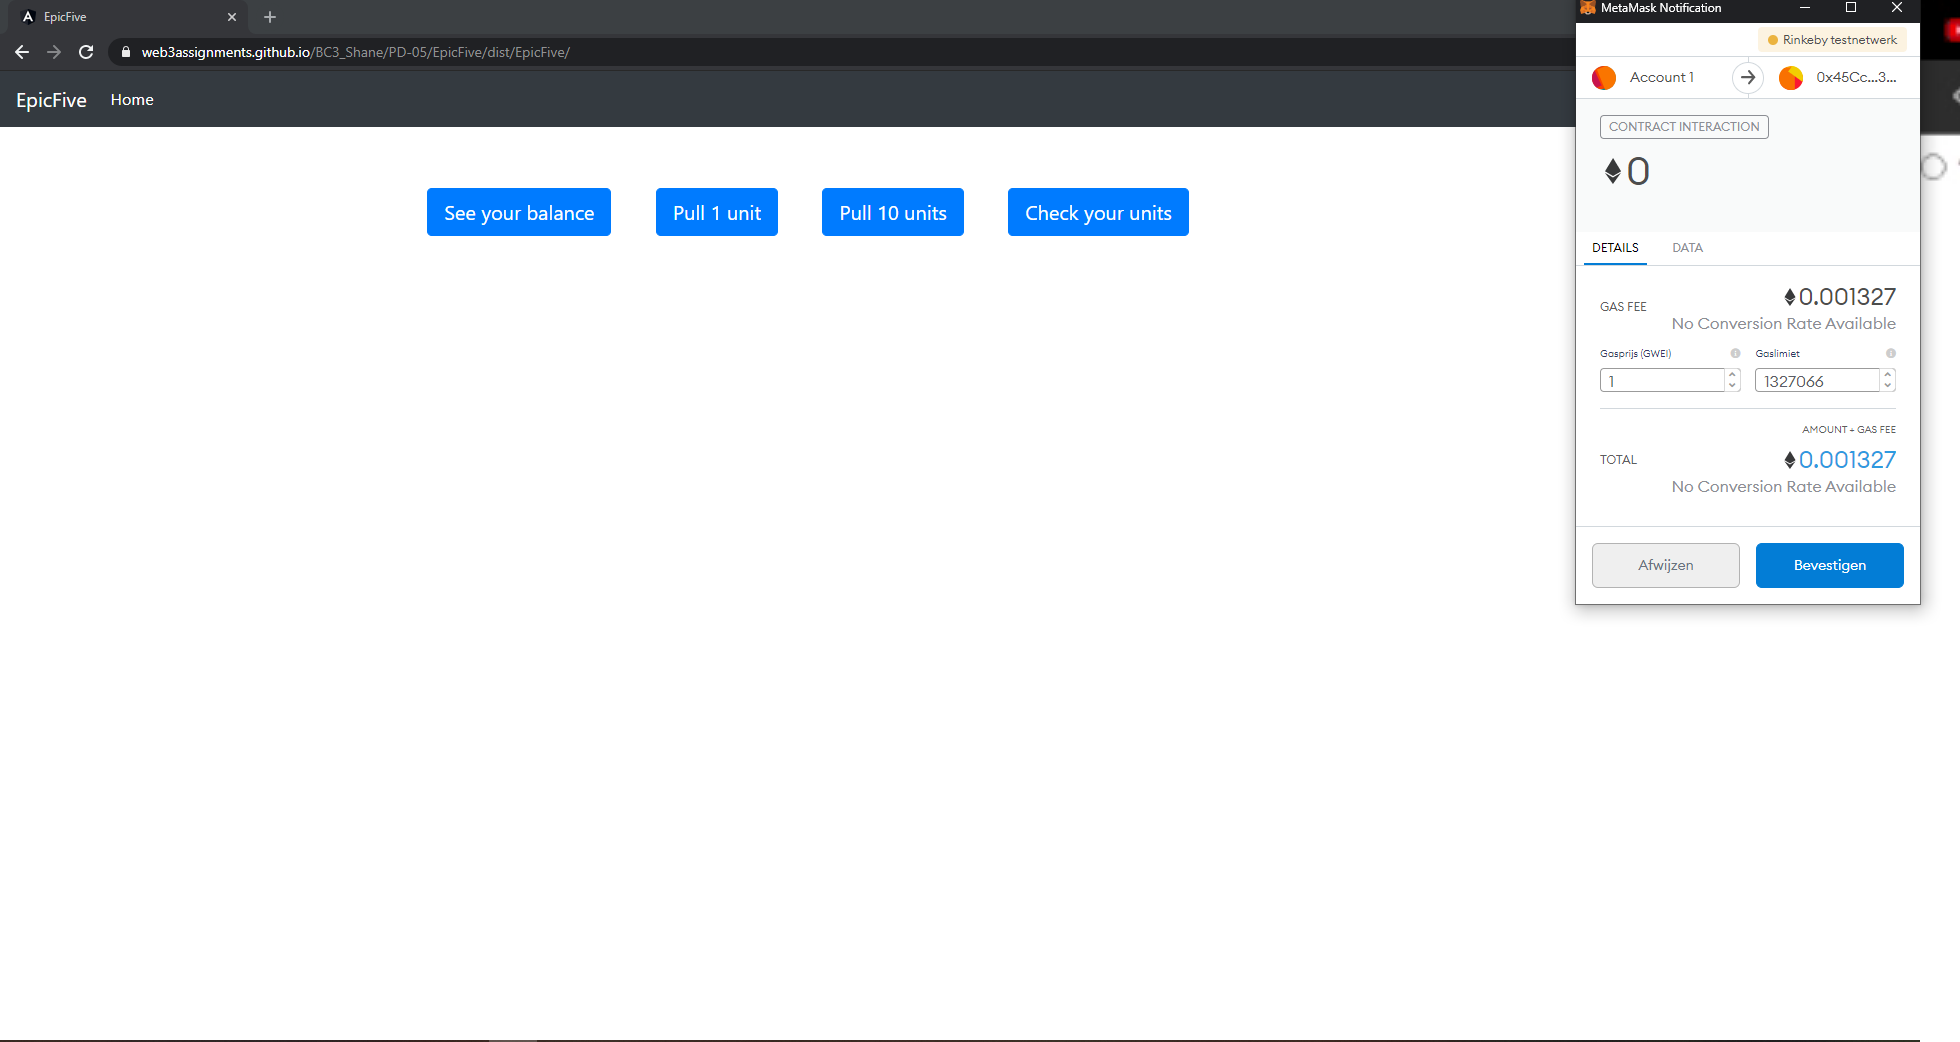 EpicFive
web3assignments.github.io/BC3_Shane/PD-05/EpicFive/dist/EpicFive/
EpicFive Home
See your balance
Pull 1 unit
Pull 10 units
Check your units
MetaMask Notification
Rinkeby testnetwerk
Account 1
0x45Cc...3...
CONTRACT INTERACTION
0
DETAILS DATA
GAS FEE
0.001327
No Conversion Rate Available
Gasprijs (GWEI) Gaslimiet
1 1327066
AMOUNT + GAS FEE
TOTAL
0.001327
No Conversion Rate Available
Afwijzen Bevestigen